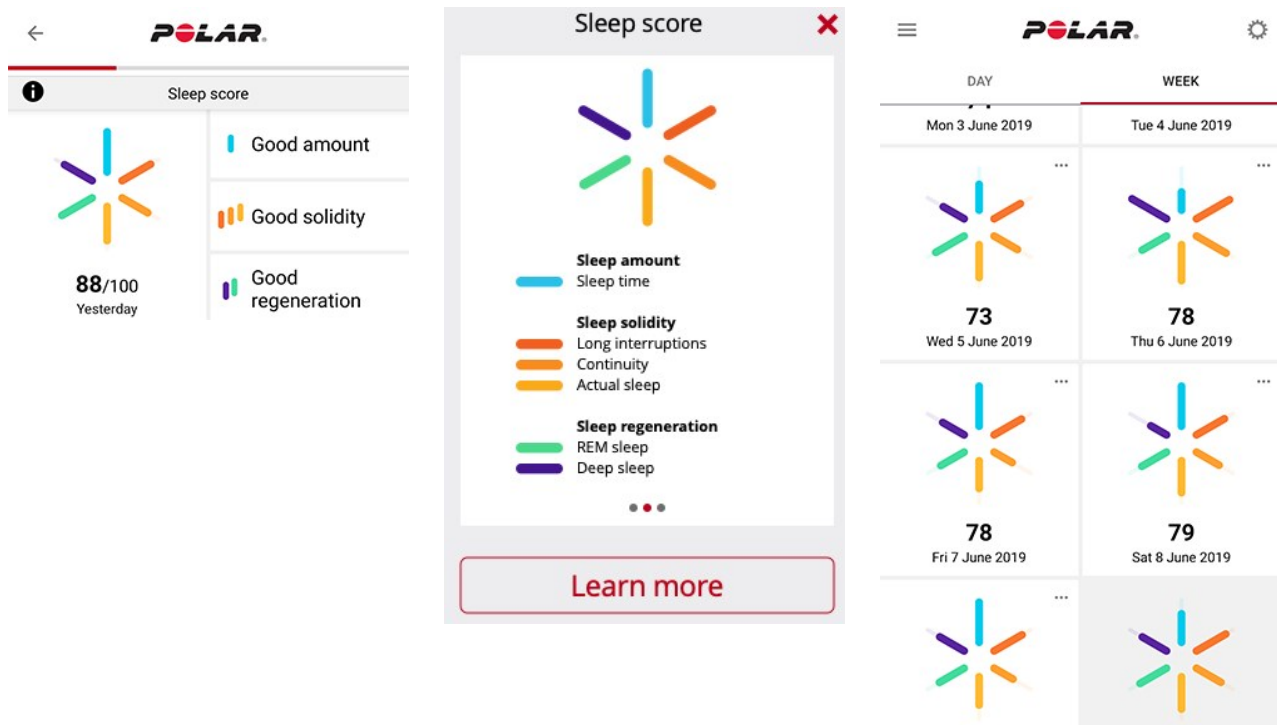 POLAR
Sleep score
Good amount
Good solidity
Good
regeneration
88/100
Yesterday
Sleep score
Sleep amount
Sleep time
Sleep solidity
Long interruptions
Continuity
Actual sleep
Sleep regeneration
REM sleep
Deep sleep
Learn more
POLAR
DAY WEEK
Mon 3 June 2019 Tue 4 June 2019
73 78
Wed 5 June 2019 Thu 6 June 2019
78 79
Fri 7 June 2019 Sat 8 June 2019